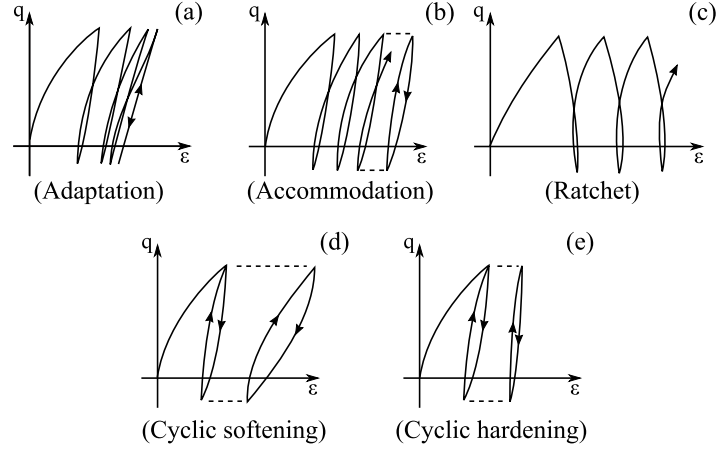 q
(a)
ε
(Adaptation)
q
(b)
ε
(Accommodation)
q
(c)
ε
(Ratchet)
q
(d)
ε
(Cyclic softening)
q
(e)
ε
(Cyclic hardening)